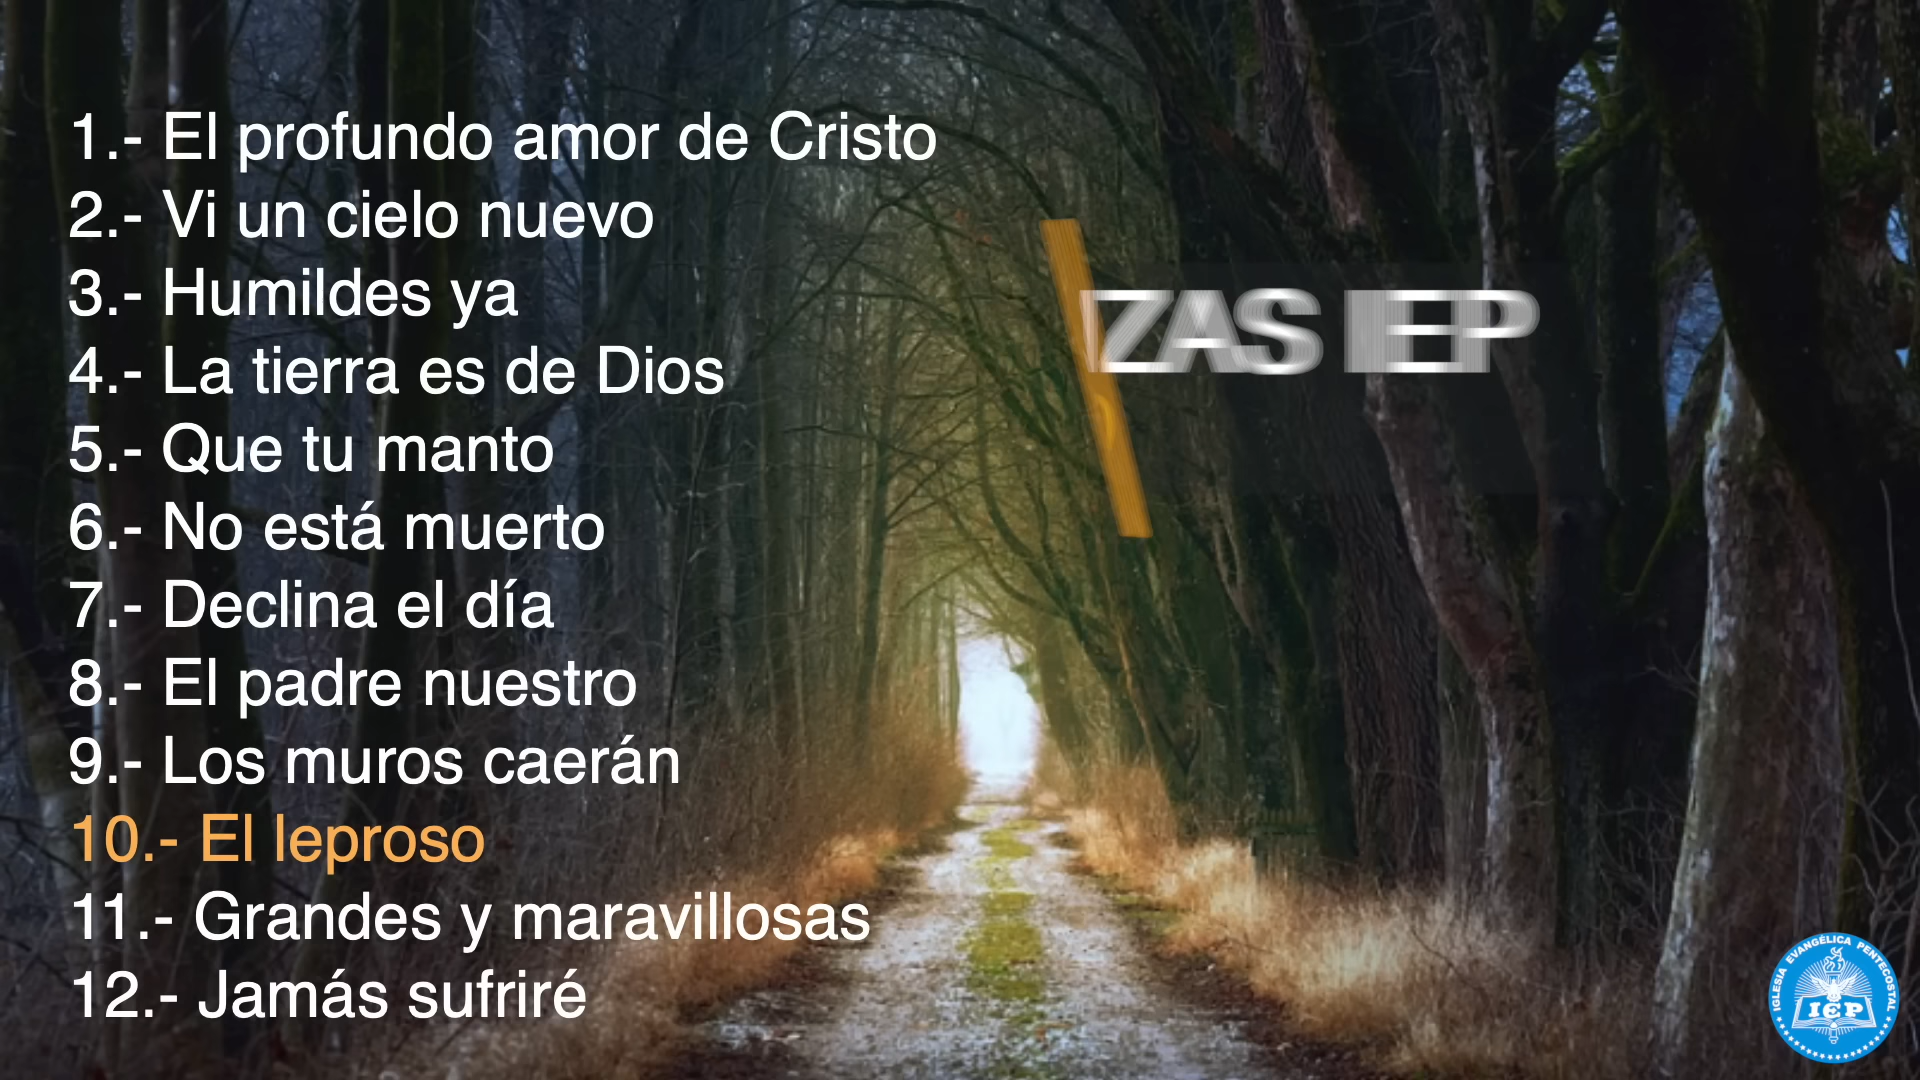 1.- El profundo amor de Cristo
2.- Vi un cielo nuevo
3.- Humildes ya
4.- La tierra es de Dios
5.- Que tu manto
6.- No está muerto
7.- Declina el día
8.- El padre nuestro
9.- Los muros caerán
10.- El leproso
11.- Grandes y maravillosas
12.- Jamás sufriré
ZAS IEP
IGLESIA EVANGÉLICA PENTECOSTAL
IEP